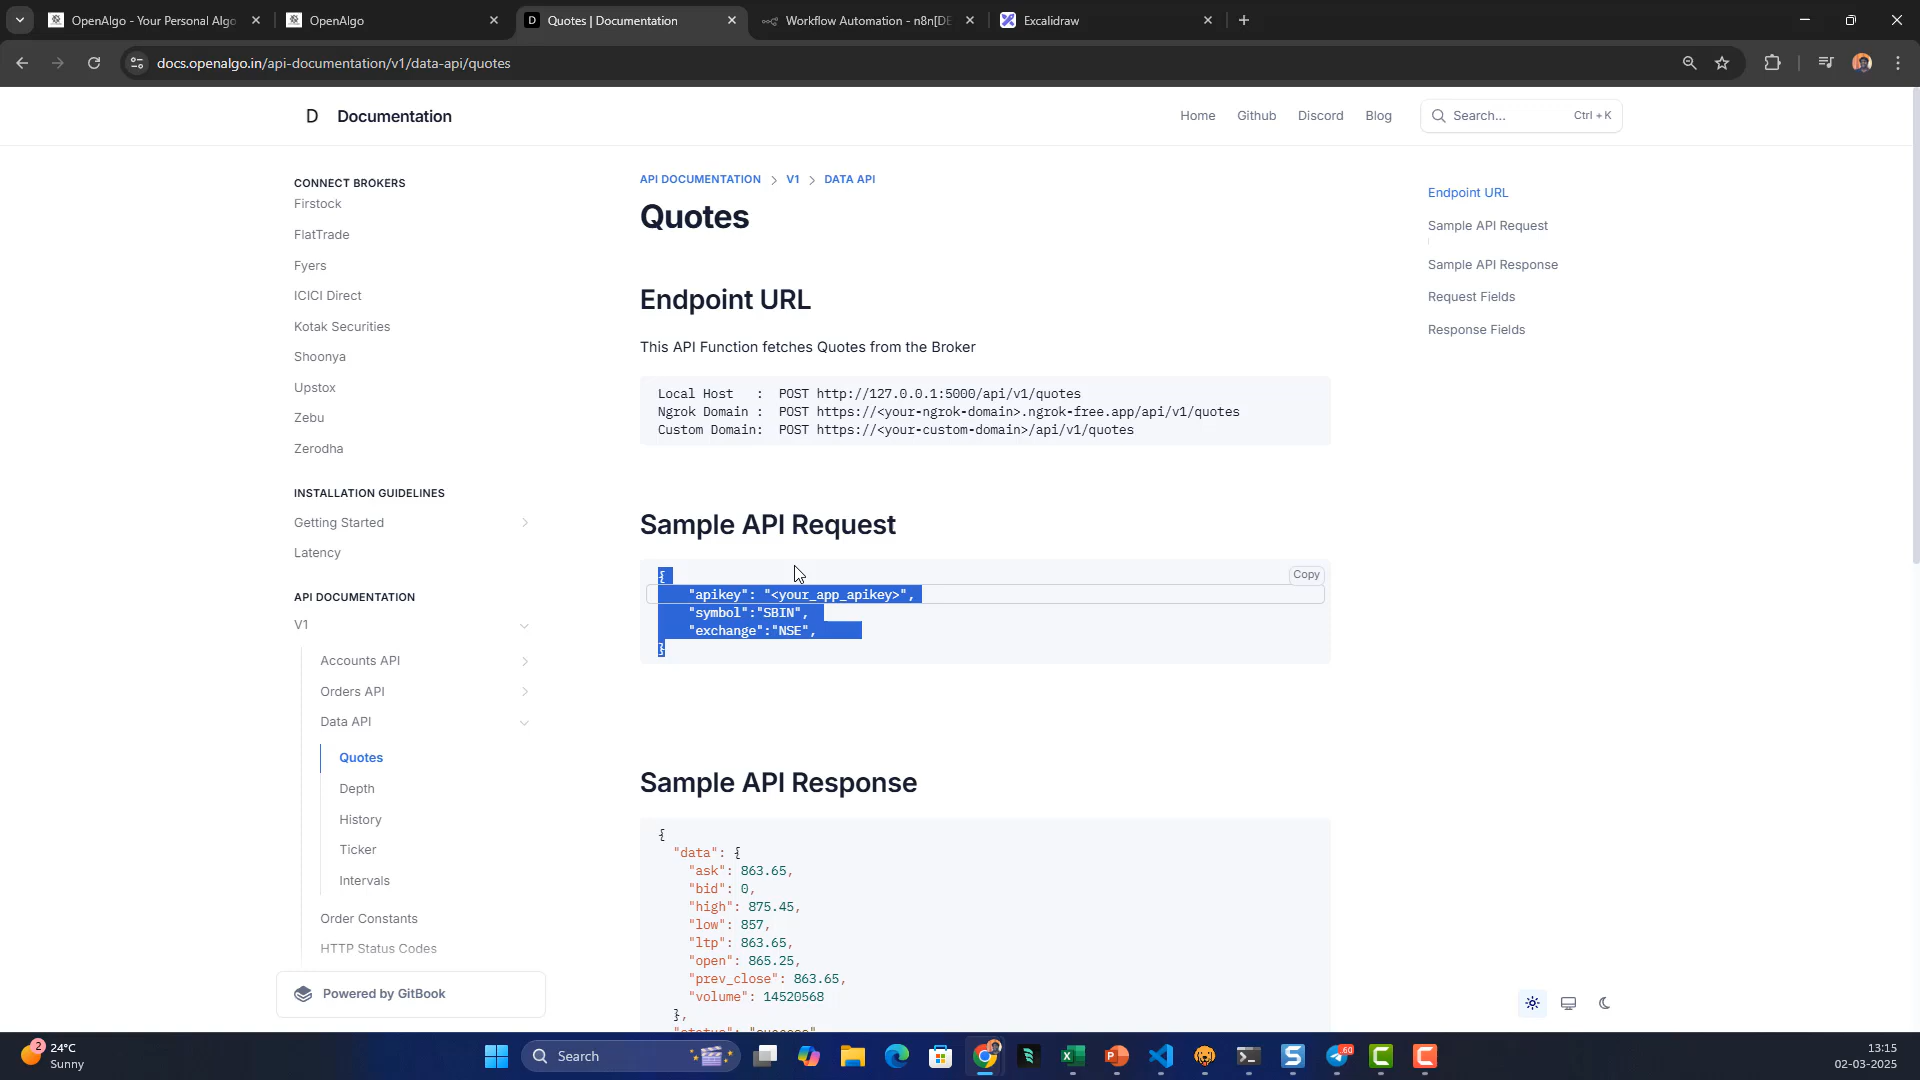 OpenAlgo - Your Personal Algo
OpenAlgo
Quotes | Documentation
Workflow Automation - n8n[DE
Excalidraw
docs.openalgo.in/api-documentation/v1/data-api/quotes
D Documentation
Home Github Discord Blog
Search... Ctrl + K
CONNECT BROKERS
Firstock
FlatTrade
Fyers
ICICI Direct
Kotak Securities
Shoonya
Upstox
Zebu
Zerodha
INSTALLATION GUIDELINES
Getting Started
Latency
API DOCUMENTATION
V1
Accounts API
Orders API
Data API
Quotes
Depth
History
Ticker
Intervals
Order Constants
HTTP Status Codes
Powered by GitBook
API DOCUMENTATION > V1 > DATA API
Quotes
Endpoint URL
This API Function fetches Quotes from the Broker
Local Host   :  POST http://127.0.0.1:5000/api/v1/quotes
Ngrok Domain :  POST https://<your-ngrok-domain>.ngrok-free.app/api/v1/quotes
Custom Domain:  POST https://<your-custom-domain>/api/v1/quotes
Sample API Request
Copy
{
"apikey": "<your_app_apikey>",
"symbol":"SBIN",
"exchange":"NSE",
}
Sample API Response
{
"data": {
"ask": 863.65,
"bid": 0,
"high": 875.45,
"low": 857,
"ltp": 863.65,
"open": 865.25,
"prev_close": 863.65,
"volume": 14520568
},
"status": "success"
Endpoint URL
Sample API Request
Sample API Response
Request Fields
Response Fields
2
24°C
Sunny
Search
60
13:15
02-03-2025